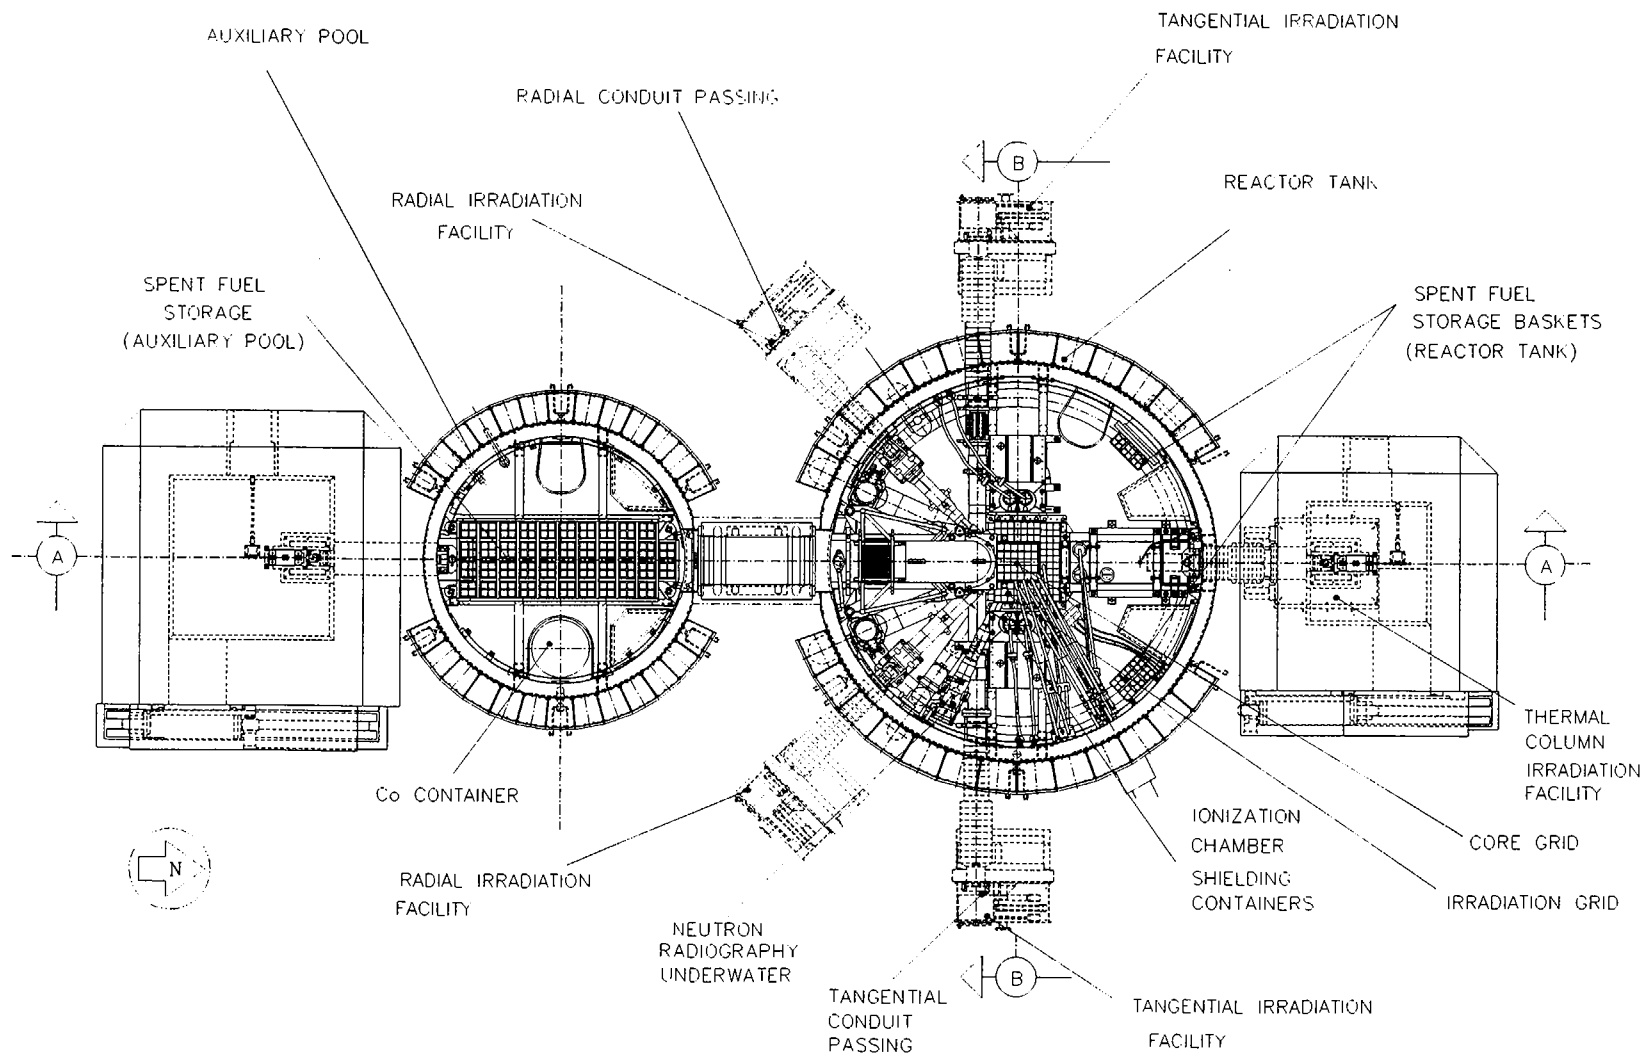 TANGENTIAL IRRADIATION
FACILITY
AUXILIARY POOL
RADIAL CONDUIT PASSING
B
REACTOR TANK
RADIAL IRRADIATION
FACILITY
SPENT FUEL
STORAGE
(AUXILIARY POOL)
SPENT FUEL
STORAGE BASKETS
(REACTOR TANK)
A
A
THERMAL
COLUMN
IRRADIATION
FACILITY
Co CONTAINER
IONIZATION
CHAMBER
SHIELDING
CONTAINERS
CORE GRID
N
RADIAL IRRADIATION
FACILITY
IRRADIATION GRID
NEUTRON
RADIOGRAPHY
UNDERWATER
B
TANGENTIAL
CONDUIT
PASSING
TANGENTIAL IRRADIATION
FACILITY